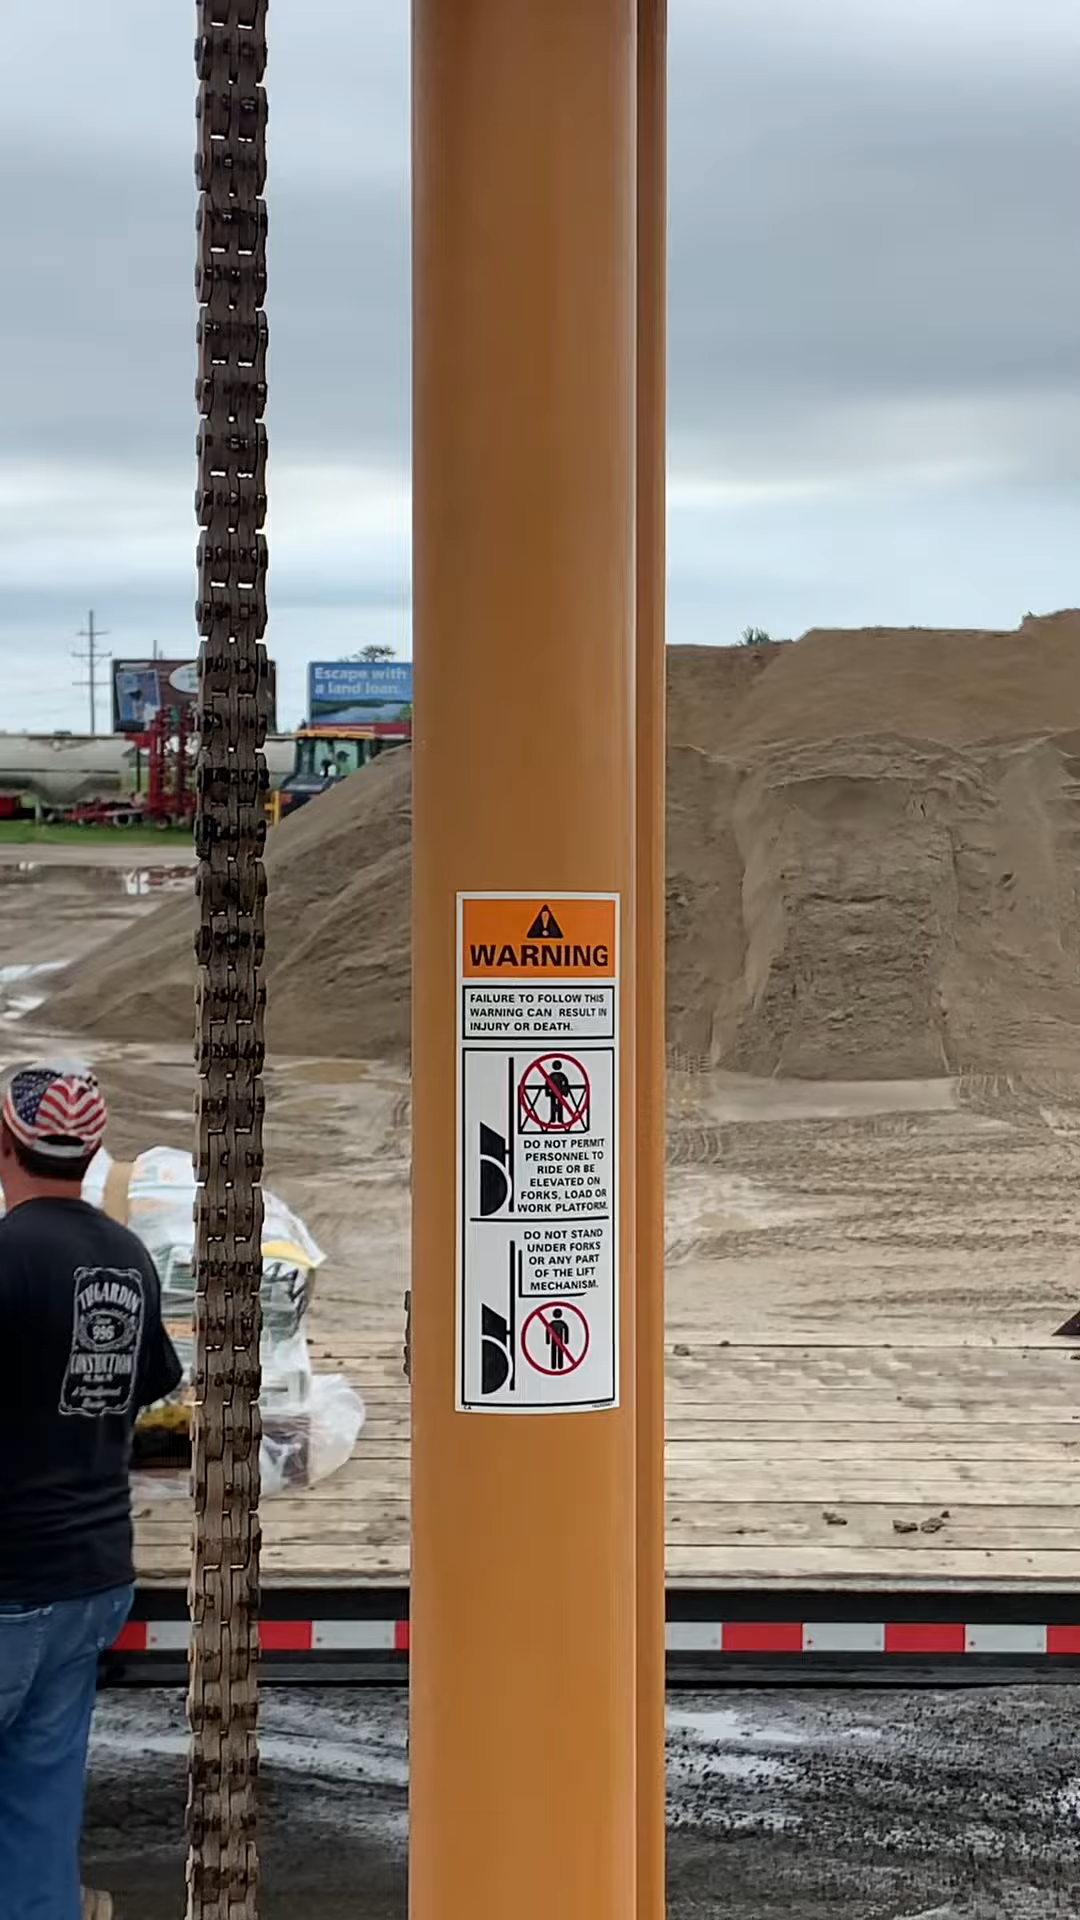 Escape with
a land loan.
WARNING
FAILURE TO FOLLOW THIS
WARNING CAN RESULT IN
INJURY OR DEATH.
DO NOT PERMIT
PERSONNEL TO
RIDE OR BE
ELEVATED ON
FORKS, LOAD OR
WORK PLATFORM.
DO NOT STAND
UNDER FORKS
OR ANY PART
OF THE LIFT
MECHANISM.